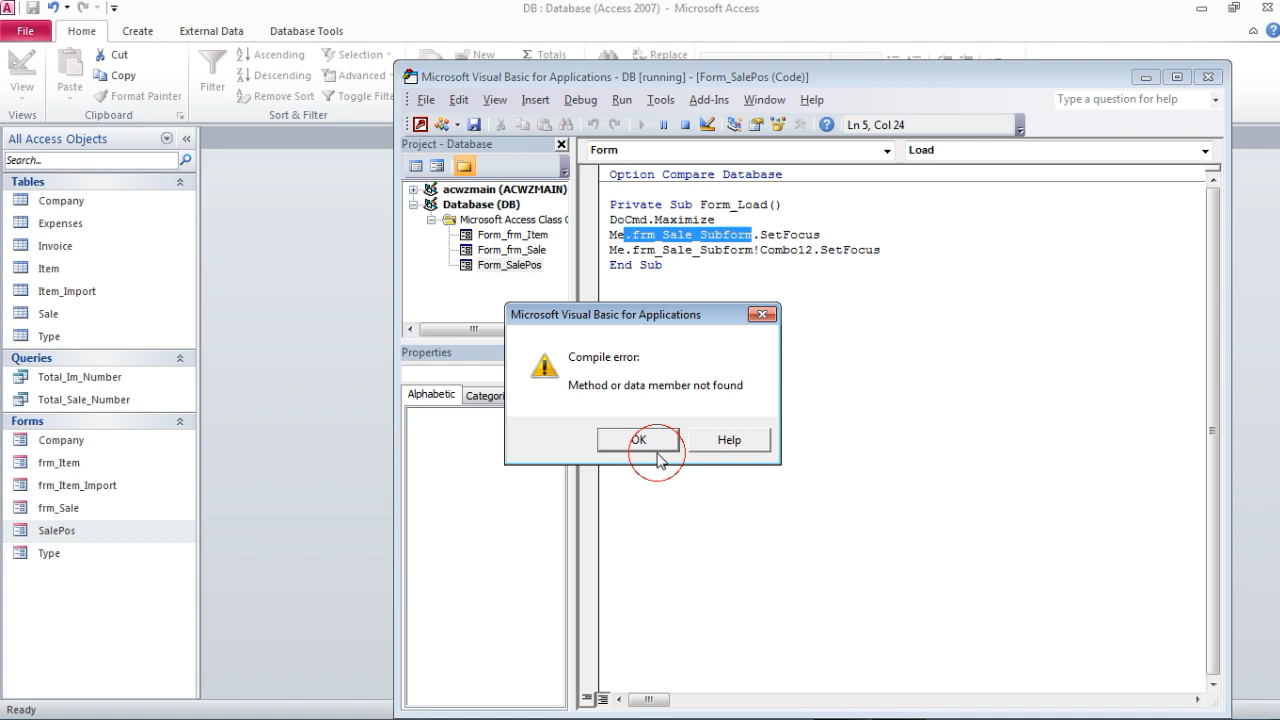 DB : Database (Access 2007) - Microsoft Access
File
Home
Create
External Data
Database Tools
View
Views
Paste
Cut
Copy
Format Painter
Clipboard
Filter
Ascending
Descending
Remove Sort
Selection
Advanced
Toggle Filte
Sort & Filter
New
Totals
Replace
All Access Objects
Search...
Tables
Company
Expenses
Invoice
Item
Item_Import
Sale
Type
Queries
Total_Im_Number
Total_Sale_Number
Forms
Company
frm_Item
frm_Item_Import
frm_Sale
SalePos
Type
Ready
Microsoft Visual Basic for Applications - DB [running] - [Form_SalePos (Code)]
File Edit View Insert Debug Run Tools Add-Ins Window Help
Type a question for help
Ln 5, Col 24
Project - Database
acwzmain (ACWZMAIN)
Database (DB)
Microsoft Access Class C
Form_frm_Item
Form_frm_Sale
Form_SalePos
Properties
Alphabetic
Categori
Form
Load
Option Compare Database
Private Sub Form_Load()
DoCmd.Maximize
Me.frm_Sale_Subform.SetFocus
Me.frm_Sale_Subform!Combo12.SetFocus
End Sub
Microsoft Visual Basic for Applications
Compile error:
Method or data member not found
OK
Help